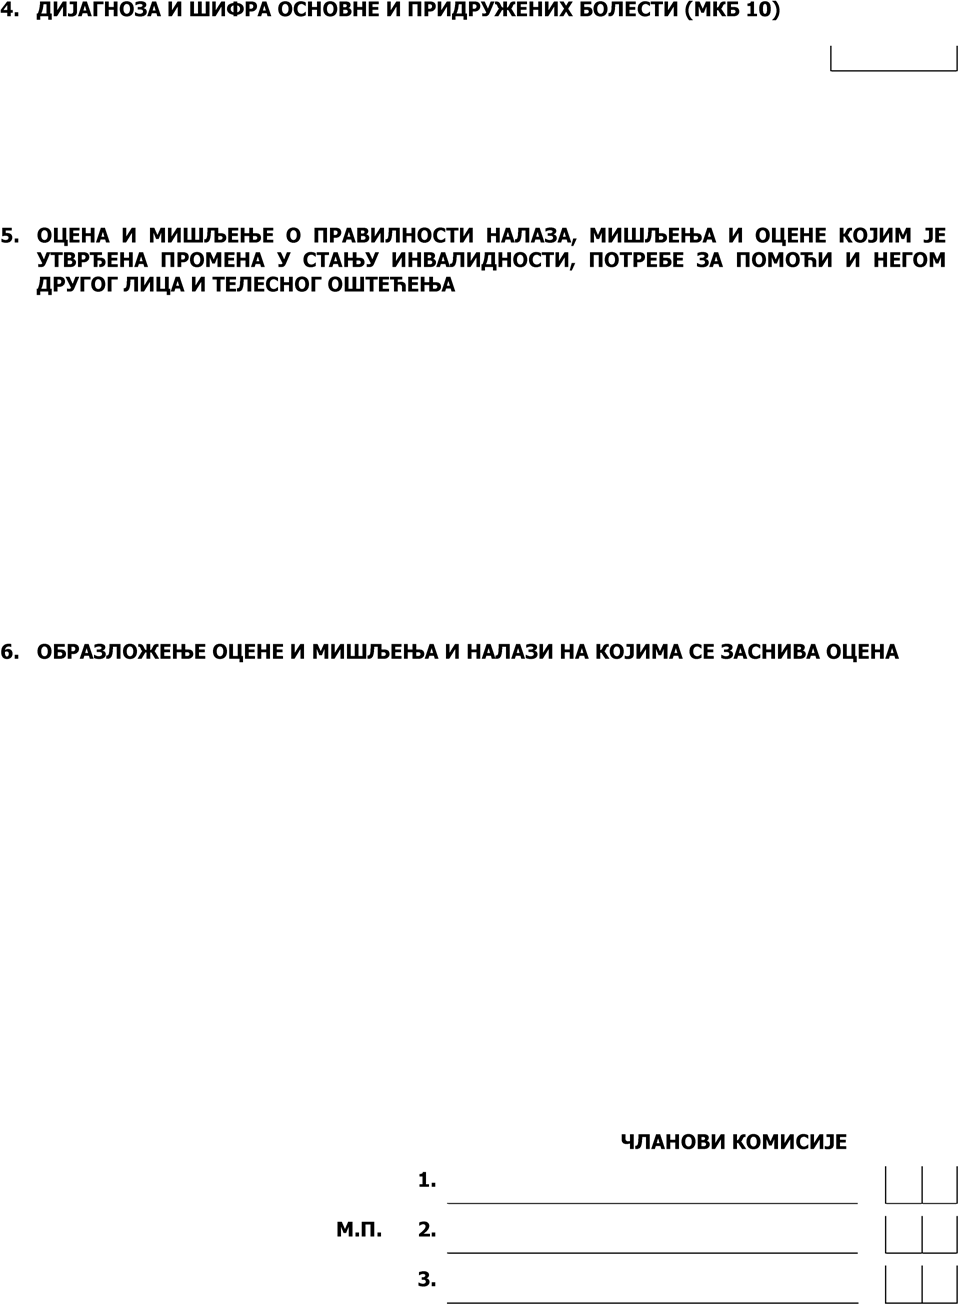 4. ДИЈАГНОЗА И ШИФРА ОСНОВНЕ И ПРИДРУЖЕНИХ БОЛЕСТИ (МКБ 10)
5. ОЦЕНА И МИШЉЕЊЕ О ПРАВИЛНОСТИ НАЛАЗА, МИШЉЕЊА И ОЦЕНЕ КОЈИМ ЈЕ
УТВРЂЕНА ПРОМЕНА У СТАЊУ ИНВАЛИДНОСТИ, ПОТРЕБЕ ЗА ПОМОЋИ И НЕГОМ
ДРУГОГ ЛИЦА И ТЕЛЕСНОГ ОШТЕЋЕЊА
6. ОБРАЗЛОЖЕЊЕ ОЦЕНЕ И МИШЉЕЊА И НАЛАЗИ НА КОЈИМА СЕ ЗАСНИВА ОЦЕНА
ЧЛАНОВИ КОМИСИЈЕ
1.
М.П. 2.
3.